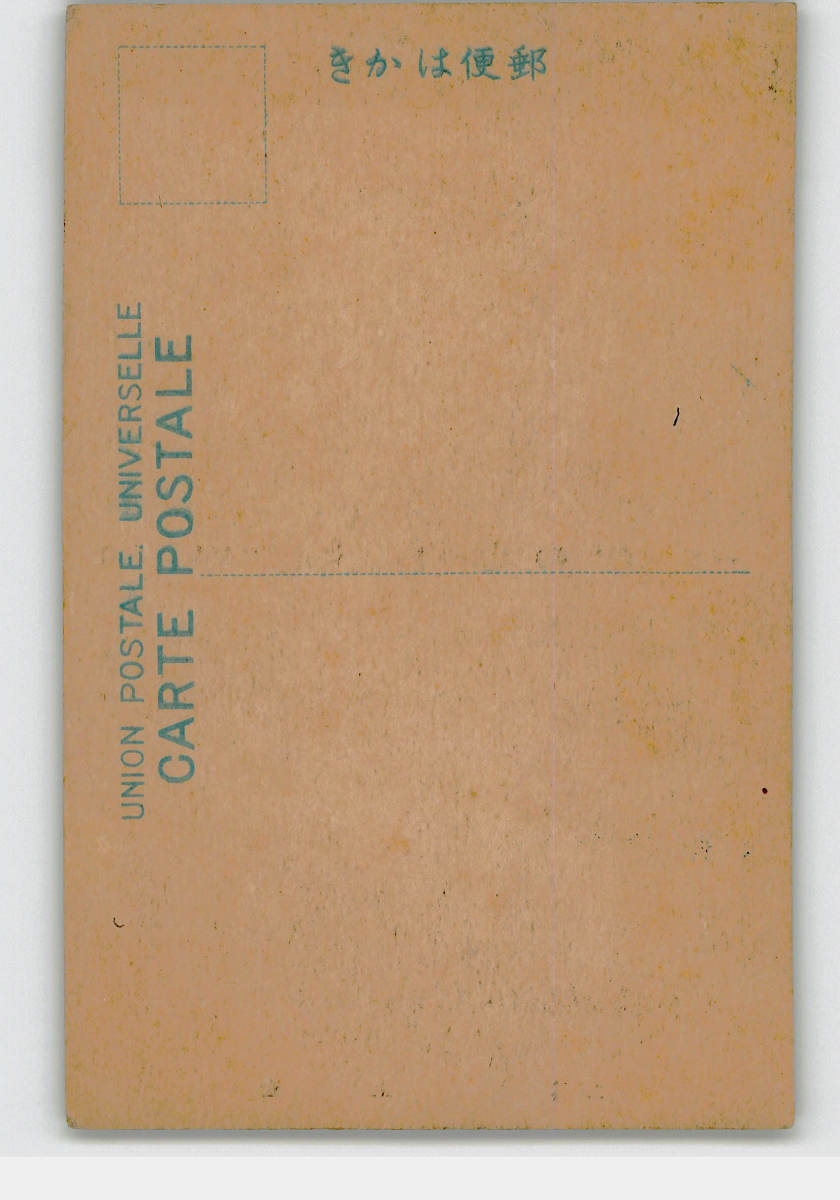 郵便はかき
UNION POSTALE. UNIVERSELLE
CARTE POSTALE